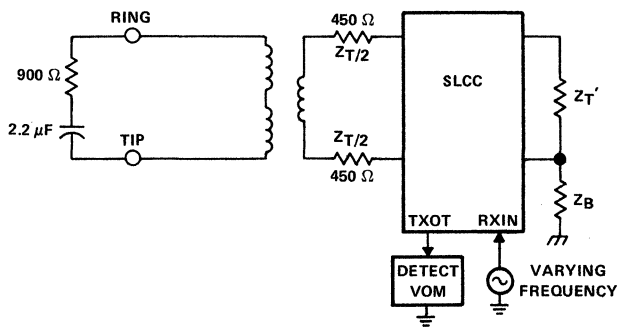 RING
900 Ω
2.2 μF
TIP
450 Ω
ZT/2
ZT/2
450 Ω
SLCC
TXOT RXIN
ZT'
ZB
DETECT
VOM
VARYING
FREQUENCY